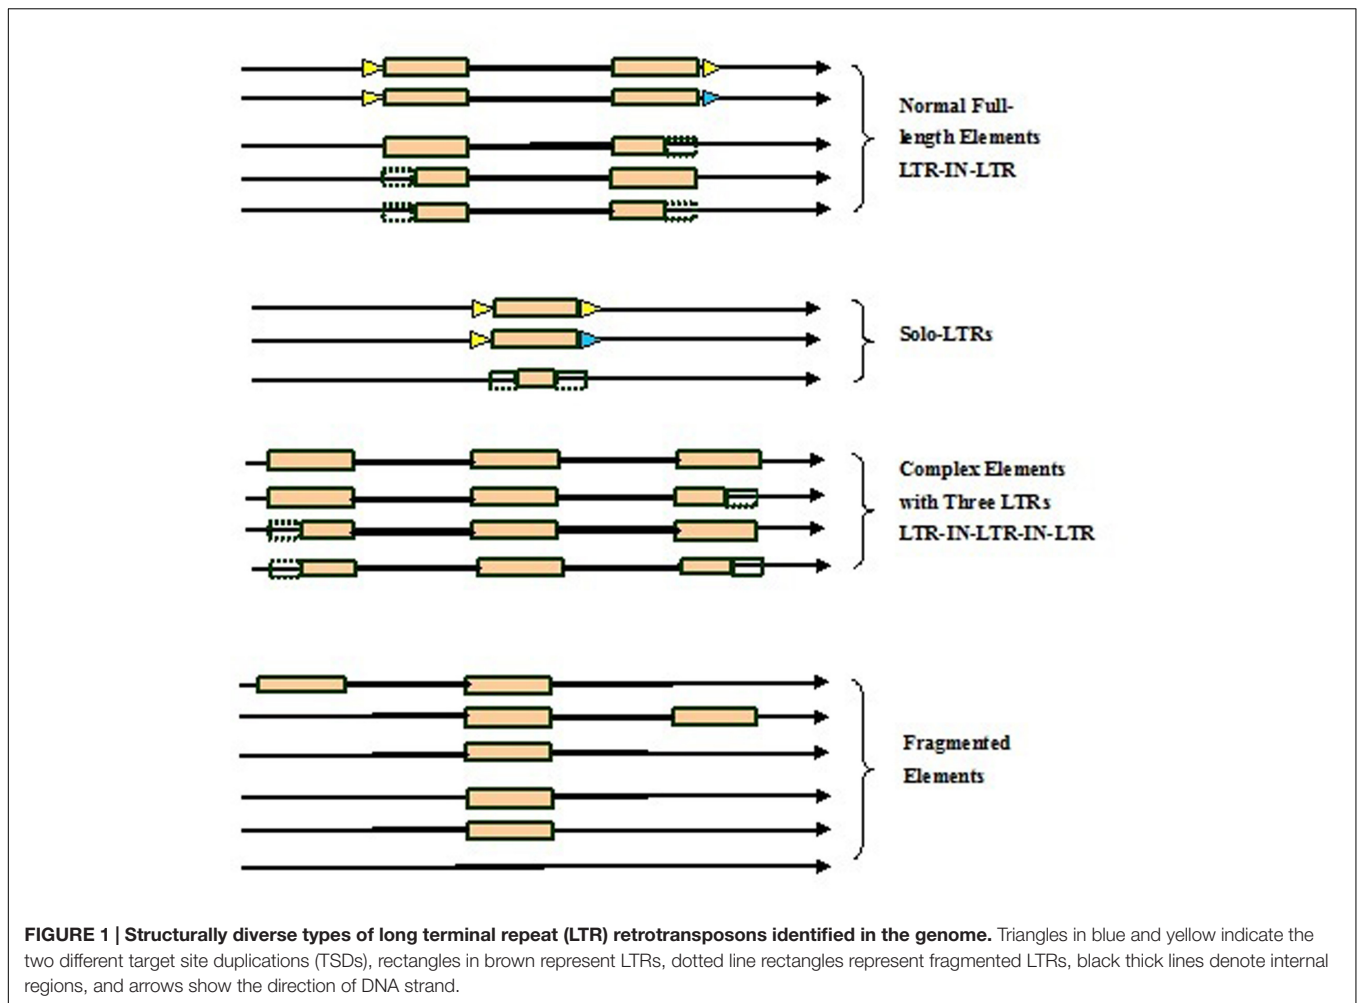 Normal Full-
length Elements
LTR-IN-LTR
Solo-LTRs
Complex Elements
with Three LTRs
LTR-IN-LTR-IN-LTR
Fragmented
Elements
FIGURE 1 | Structurally diverse types of long terminal repeat (LTR) retrotransposons identified in the genome. Triangles in blue and yellow indicate the
two different target site duplications (TSDs), rectangles in brown represent LTRs, dotted line rectangles represent fragmented LTRs, black thick lines denote internal
regions, and arrows show the direction of DNA strand.